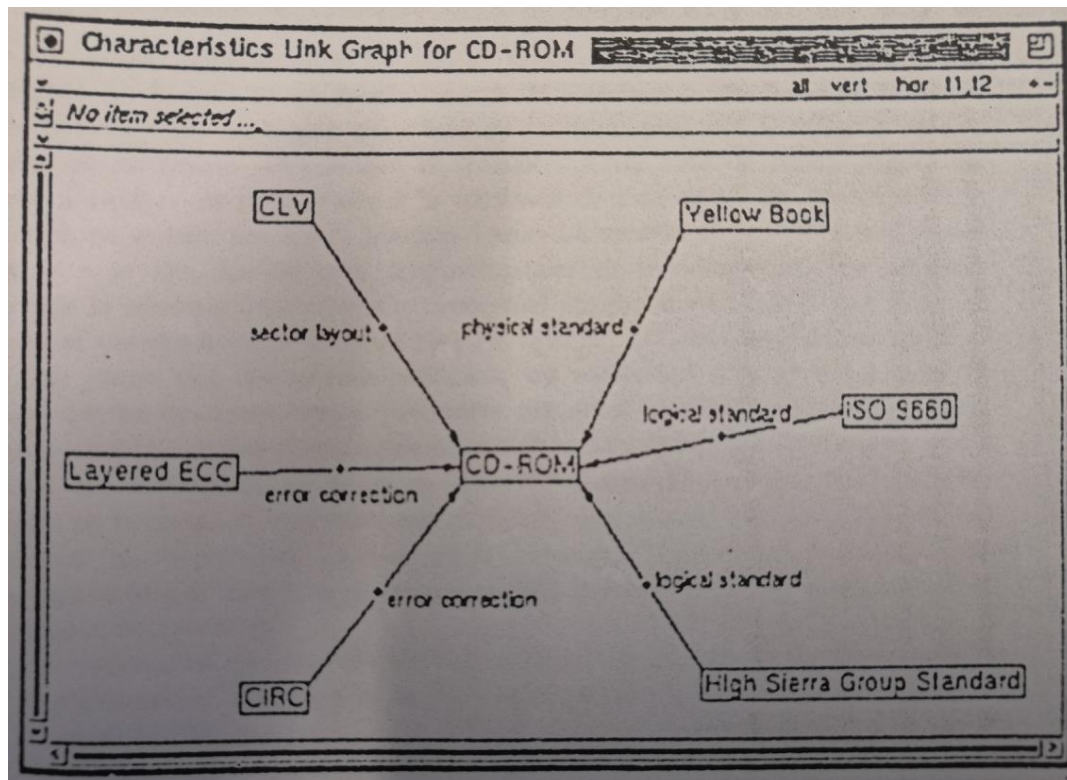 Characteristics Link Graph for CD-ROM
all vert hor 11,12 + -
No item selected ...
CLV
Yellow Book
sector layout
physical standard
logical standard
ISO 9660
Layered ECC
CD-ROM
error correction
logical standard
error correction
CIRC
High Sierra Group Standard